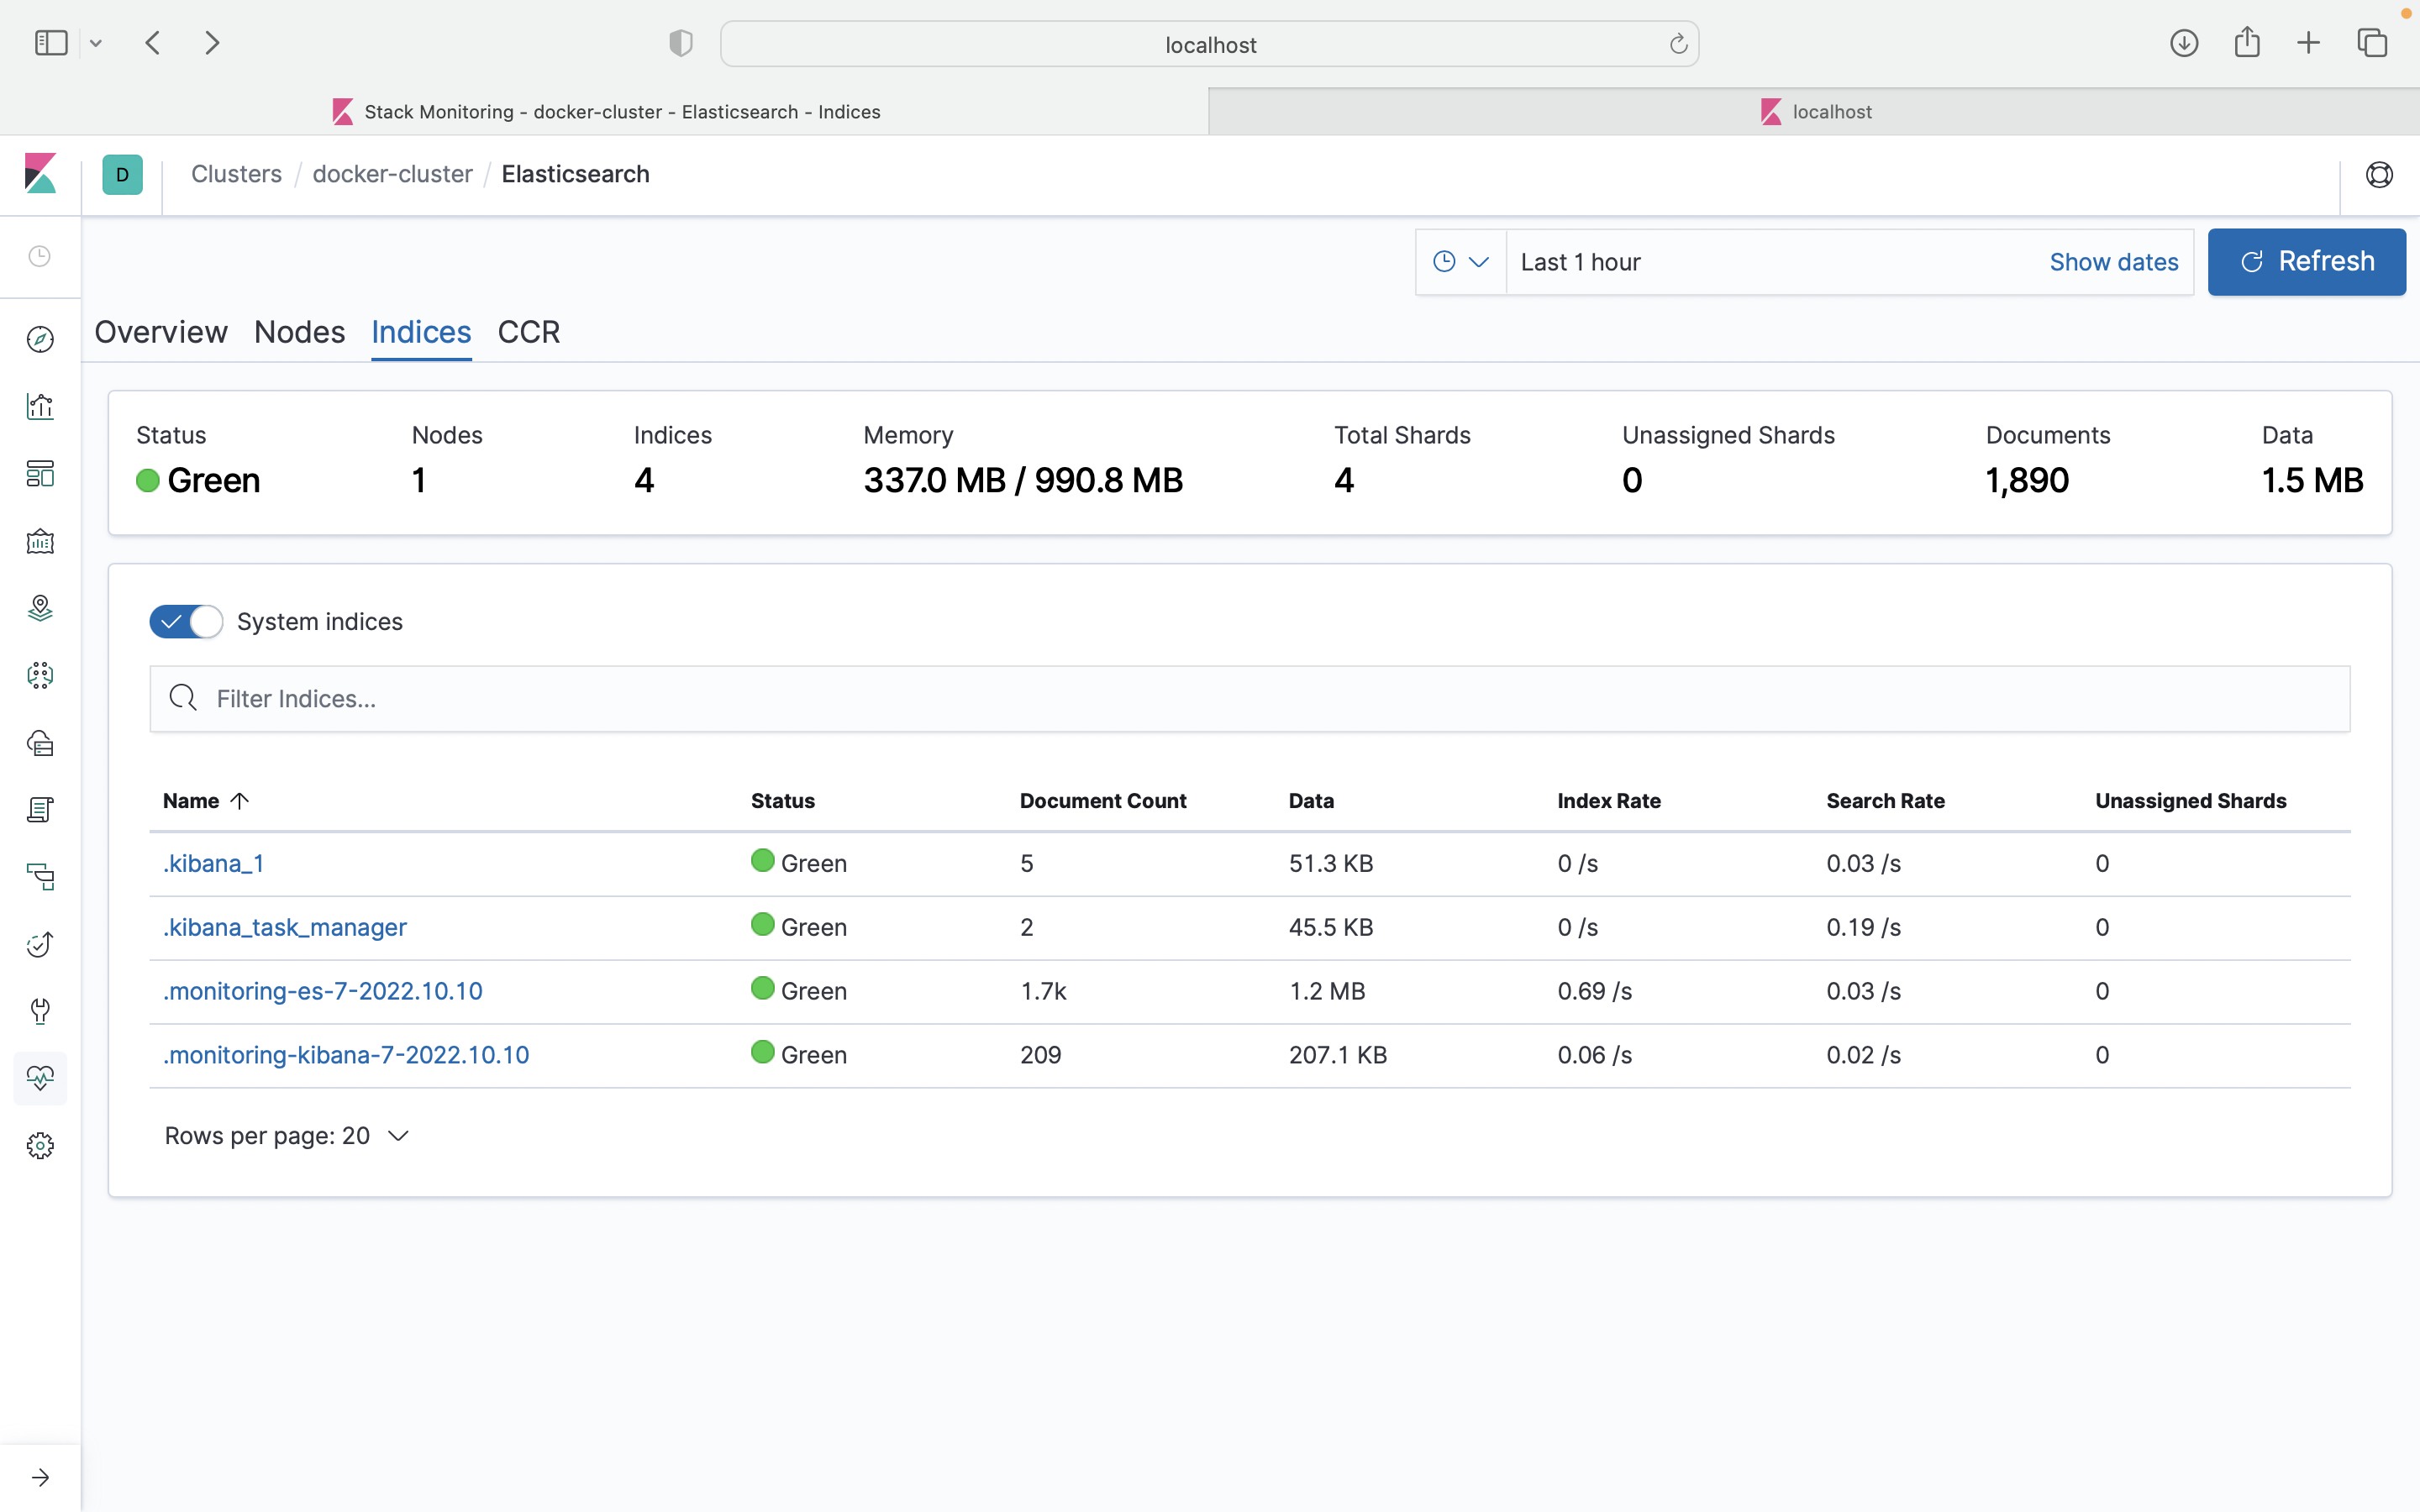 localhost
Stack Monitoring - docker-cluster - Elasticsearch - Indices
localhost
D
Clusters / docker-cluster / Elasticsearch
Last 1 hour
Show dates
Refresh
Overview Nodes Indices CCR
Status Nodes Indices Memory Total Shards Unassigned Shards Documents Data
Green 1 4 337.0 MB / 990.8 MB 4 0 1,890 1.5 MB
System indices
Filter Indices...
Name Status Document Count Data Index Rate Search Rate Unassigned Shards
.kibana_1 Green 5 51.3 KB 0 /s 0.03 /s 0
.kibana_task_manager Green 2 45.5 KB 0 /s 0.19 /s 0
.monitoring-es-7-2022.10.10 Green 1.7k 1.2 MB 0.69 /s 0.03 /s 0
.monitoring-kibana-7-2022.10.10 Green 209 207.1 KB 0.06 /s 0.02 /s 0
Rows per page: 20